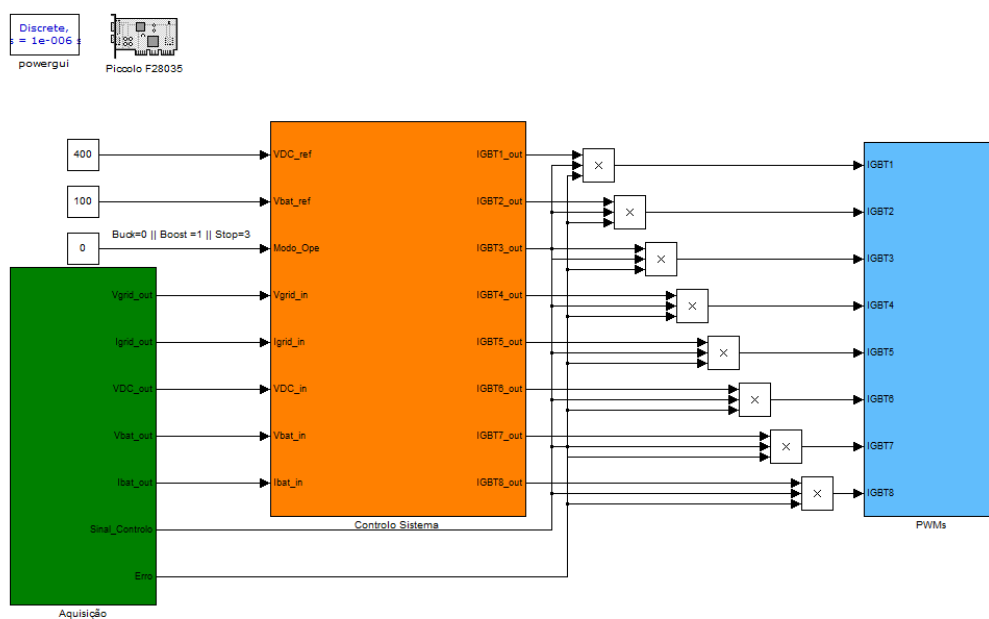 Discrete,
s = 1e-006 s
powergui
Piccolo F28035
400
VDC_ref
IGBT1_out
×
IGBT1
100
Vbat_ref
IGBT2_out
×
IGBT2
Buck=0 || Boost =1 || Stop=3
0
Modo_Ope
IGBT3_out
×
IGBT3
Vgrid_out
Vgrid_in
IGBT4_out
×
IGBT4
Igrid_out
Igrid_in
IGBT5_out
×
IGBT5
VDC_out
VDC_in
IGBT6_out
×
IGBT6
Vbat_out
Vbat_in
IGBT7_out
×
IGBT7
Ibat_out
Ibat_in
IGBT8_out
×
IGBT8
Sinal_Controlo
Controlo Sistema
PWMs
Erro
Aquisição